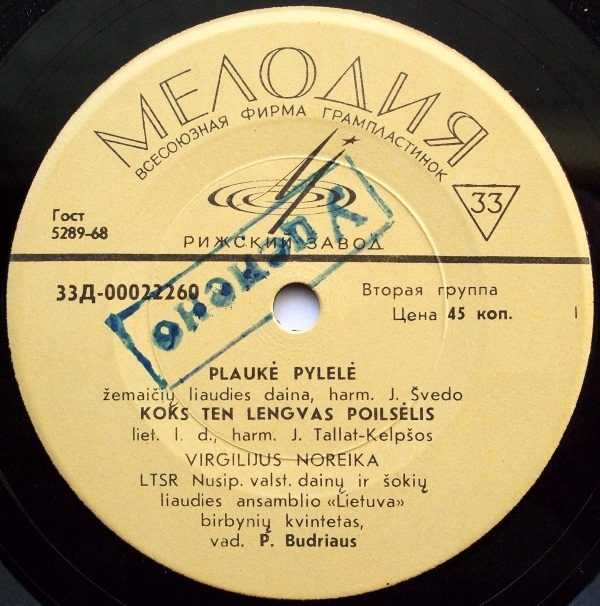 МЕЛОДИЯ
ВСЕСОЮЗНАЯ ФИРМА ГРАМПЛАСТИНОК
33
Гост
5289-68
РИЖСКИЙ ЗАВОД
33Д-00022260
Вторая группа
Цена 45 коп.
PLAUKĖ PYLELĖ
žemaičių liaudies daina, harm. J. Švedo
KOKS TEN LENGVAS POILSĖLIS
liet. l. d., harm. J. Tallat-Kelpšos
VIRGILIJUS NOREIKA
LTSR Nusip. valst. dainų ir šokių
liaudies ansamblio «Lietuva»
birbynių kvintetas,
vad. P. Budriaus